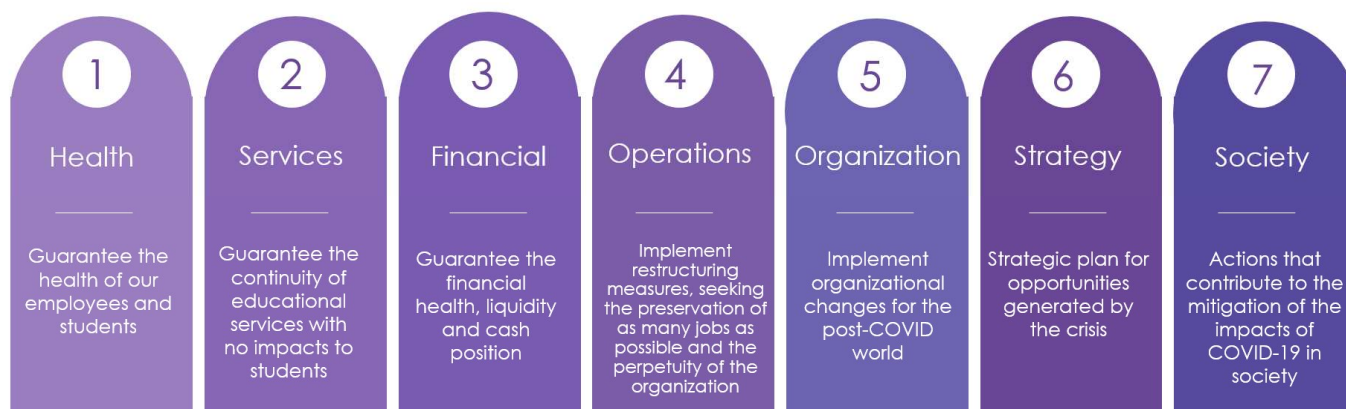 1
Health
Guarantee the
health of our
employees and
students
2
Services
Guarantee the
continuity of
educational
services with
no impacts to
students
3
Financial
Guarantee the
financial
health, liquidity
and cash
position
4
Operations
Implement
restructuring
measures, seeking
the preservation of
as many jobs as
possible and the
perpetuity of the
organization
5
Organization
Implement
organizational
changes for the
post-COVID
world
6
Strategy
Strategic plan for
opportunities
generated by
the crisis
7
Society
Actions that
contribute to the
mitigation of the
impacts of
COVID-19 in
society